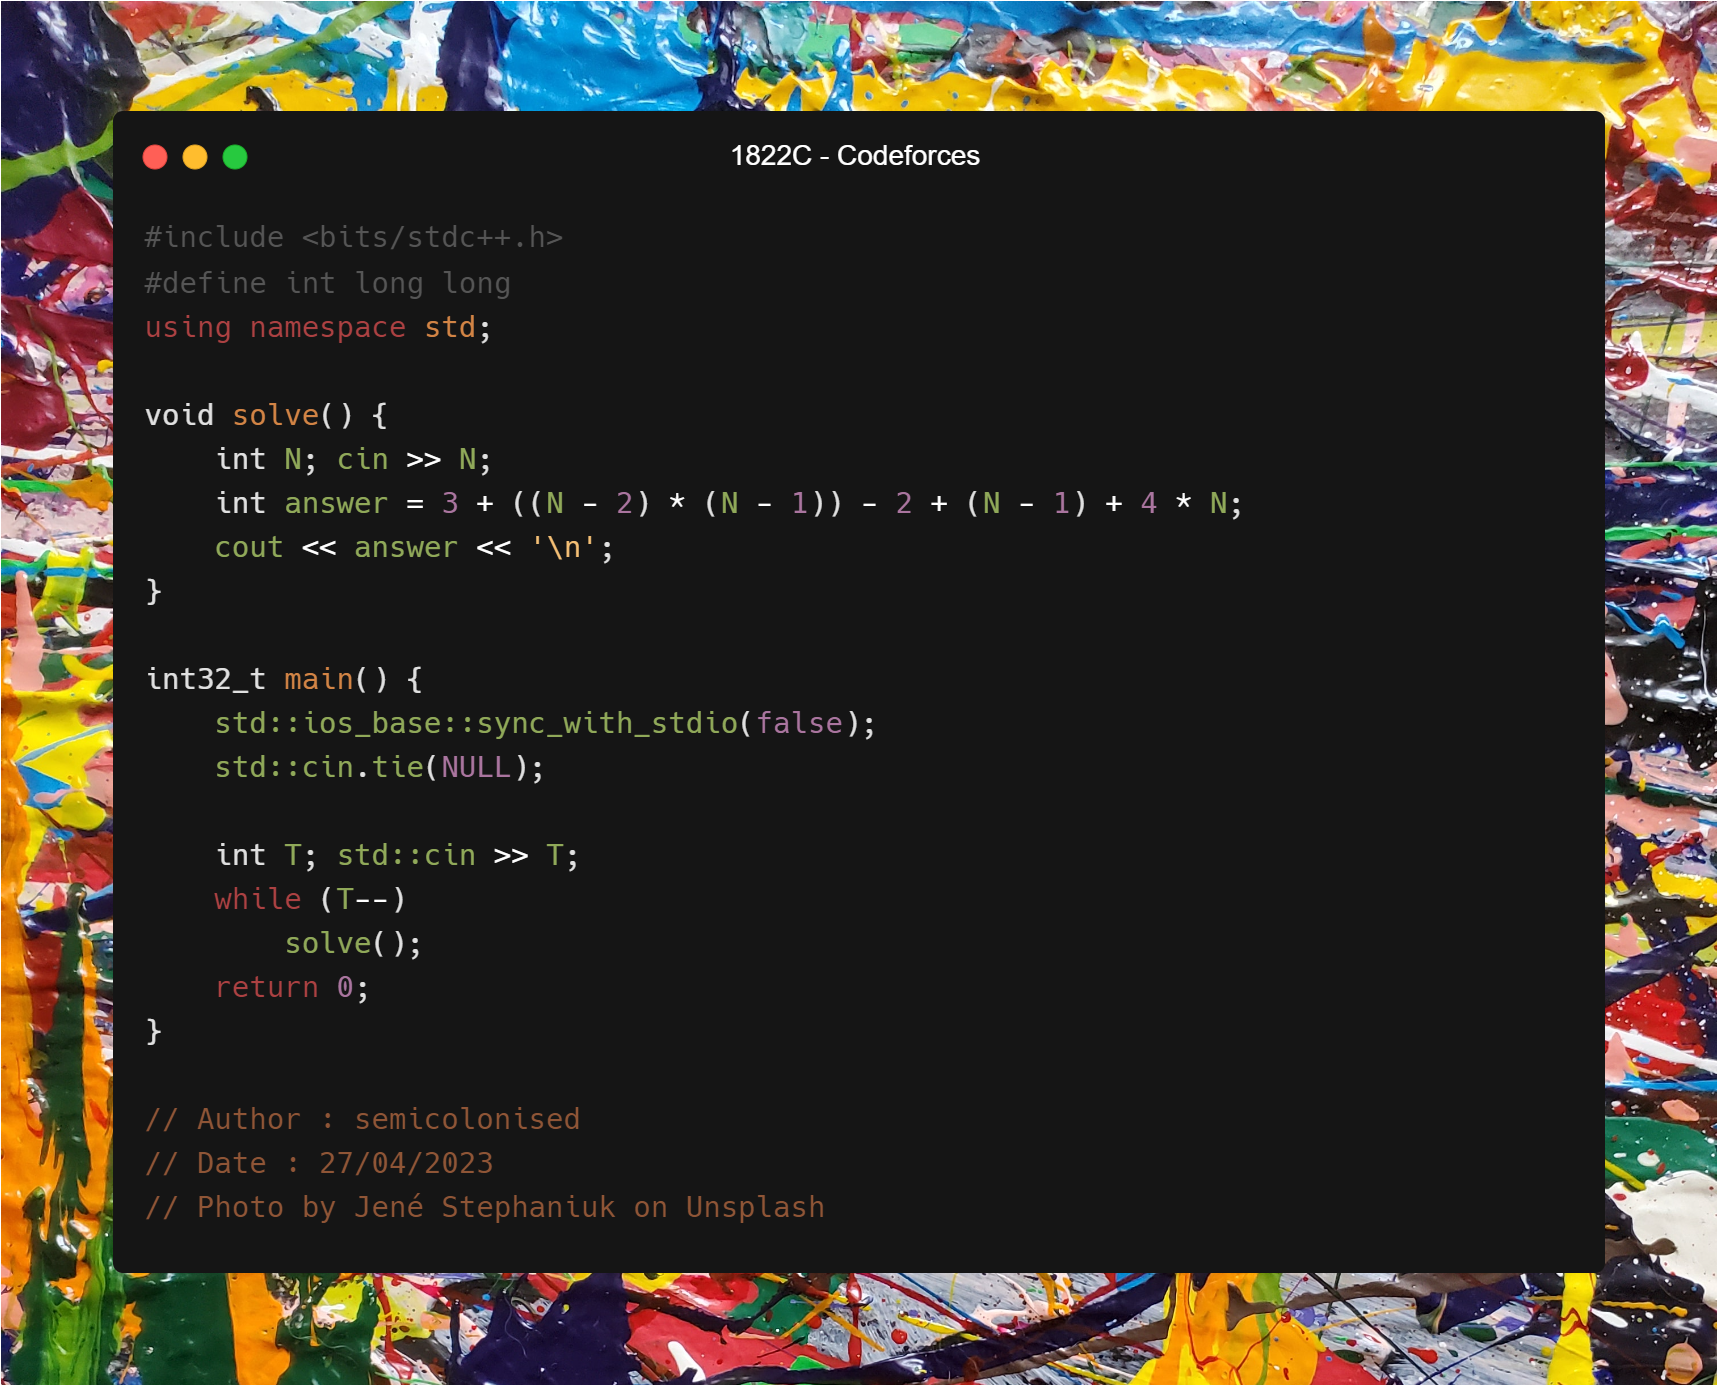 1822C - Codeforces
#include <bits/stdc++.h>
#define int long long
using namespace std;
void solve() {
    int N; cin >> N;
    int answer = 3 + ((N - 2) * (N - 1)) - 2 + (N - 1) + 4 * N;
    cout << answer << '\n';
}
int32_t main() {
    std::ios_base::sync_with_stdio(false);
    std::cin.tie(NULL);
    int T; std::cin >> T;
    while (T--)
        solve();
    return 0;
}
// Author : semicolonised
// Date : 27/04/2023
// Photo by Jené Stephaniuk on Unsplash